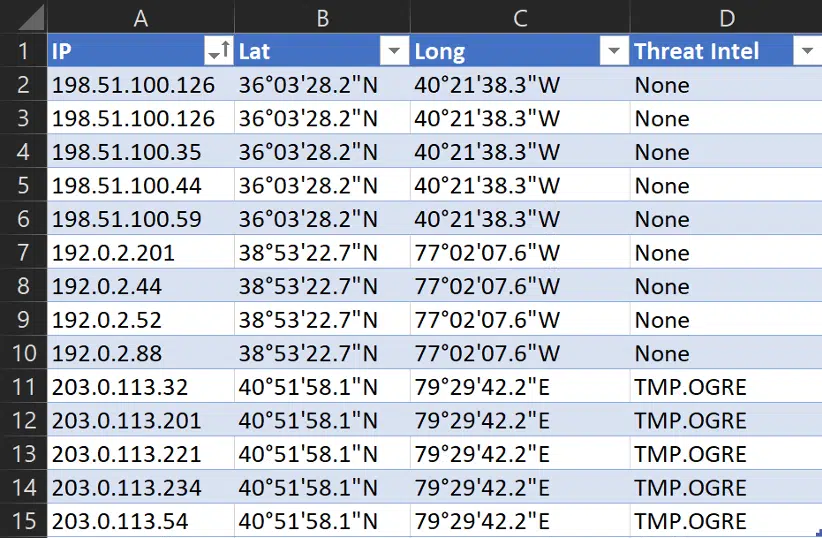 A B C D
1 IP Lat Long Threat Intel
2 198.51.100.126 36°03'28.2"N 40°21'38.3"W None
3 198.51.100.126 36°03'28.2"N 40°21'38.3"W None
4 198.51.100.35 36°03'28.2"N 40°21'38.3"W None
5 198.51.100.44 36°03'28.2"N 40°21'38.3"W None
6 198.51.100.59 36°03'28.2"N 40°21'38.3"W None
7 192.0.2.201 38°53'22.7"N 77°02'07.6"W None
8 192.0.2.44 38°53'22.7"N 77°02'07.6"W None
9 192.0.2.52 38°53'22.7"N 77°02'07.6"W None
10 192.0.2.88 38°53'22.7"N 77°02'07.6"W None
11 203.0.113.32 40°51'58.1"N 79°29'42.2"E TMP.OGRE
12 203.0.113.201 40°51'58.1"N 79°29'42.2"E TMP.OGRE
13 203.0.113.221 40°51'58.1"N 79°29'42.2"E TMP.OGRE
14 203.0.113.234 40°51'58.1"N 79°29'42.2"E TMP.OGRE
15 203.0.113.54 40°51'58.1"N 79°29'42.2"E TMP.OGRE